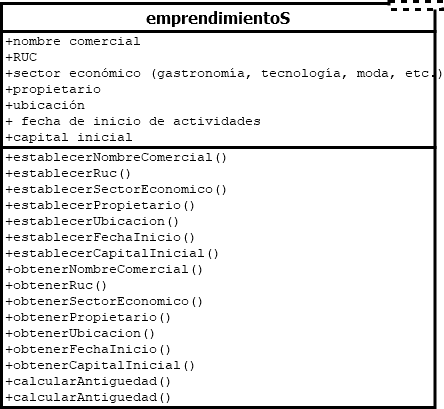 emprendimientoS
+nombre comercial
+RUC
+sector económico (gastronomía, tecnología, moda, etc.)
+propietario
+ubicación
+ fecha de inicio de actividades
+capital inicial
+establecerNombreComercial()
+establecerRuc()
+establecerSectorEconomico()
+establecerPropietario()
+establecerUbicacion()
+establecerFechaInicio()
+establecerCapitalInicial()
+obtenerNombreComercial()
+obtenerRuc()
+obtenerSectorEconomico()
+obtenerPropietario()
+obtenerUbicacion()
+obtenerFechaInicio()
+obtenerCapitalInicial()
+calcularAntiguedad()
+calcularAntiguedad()